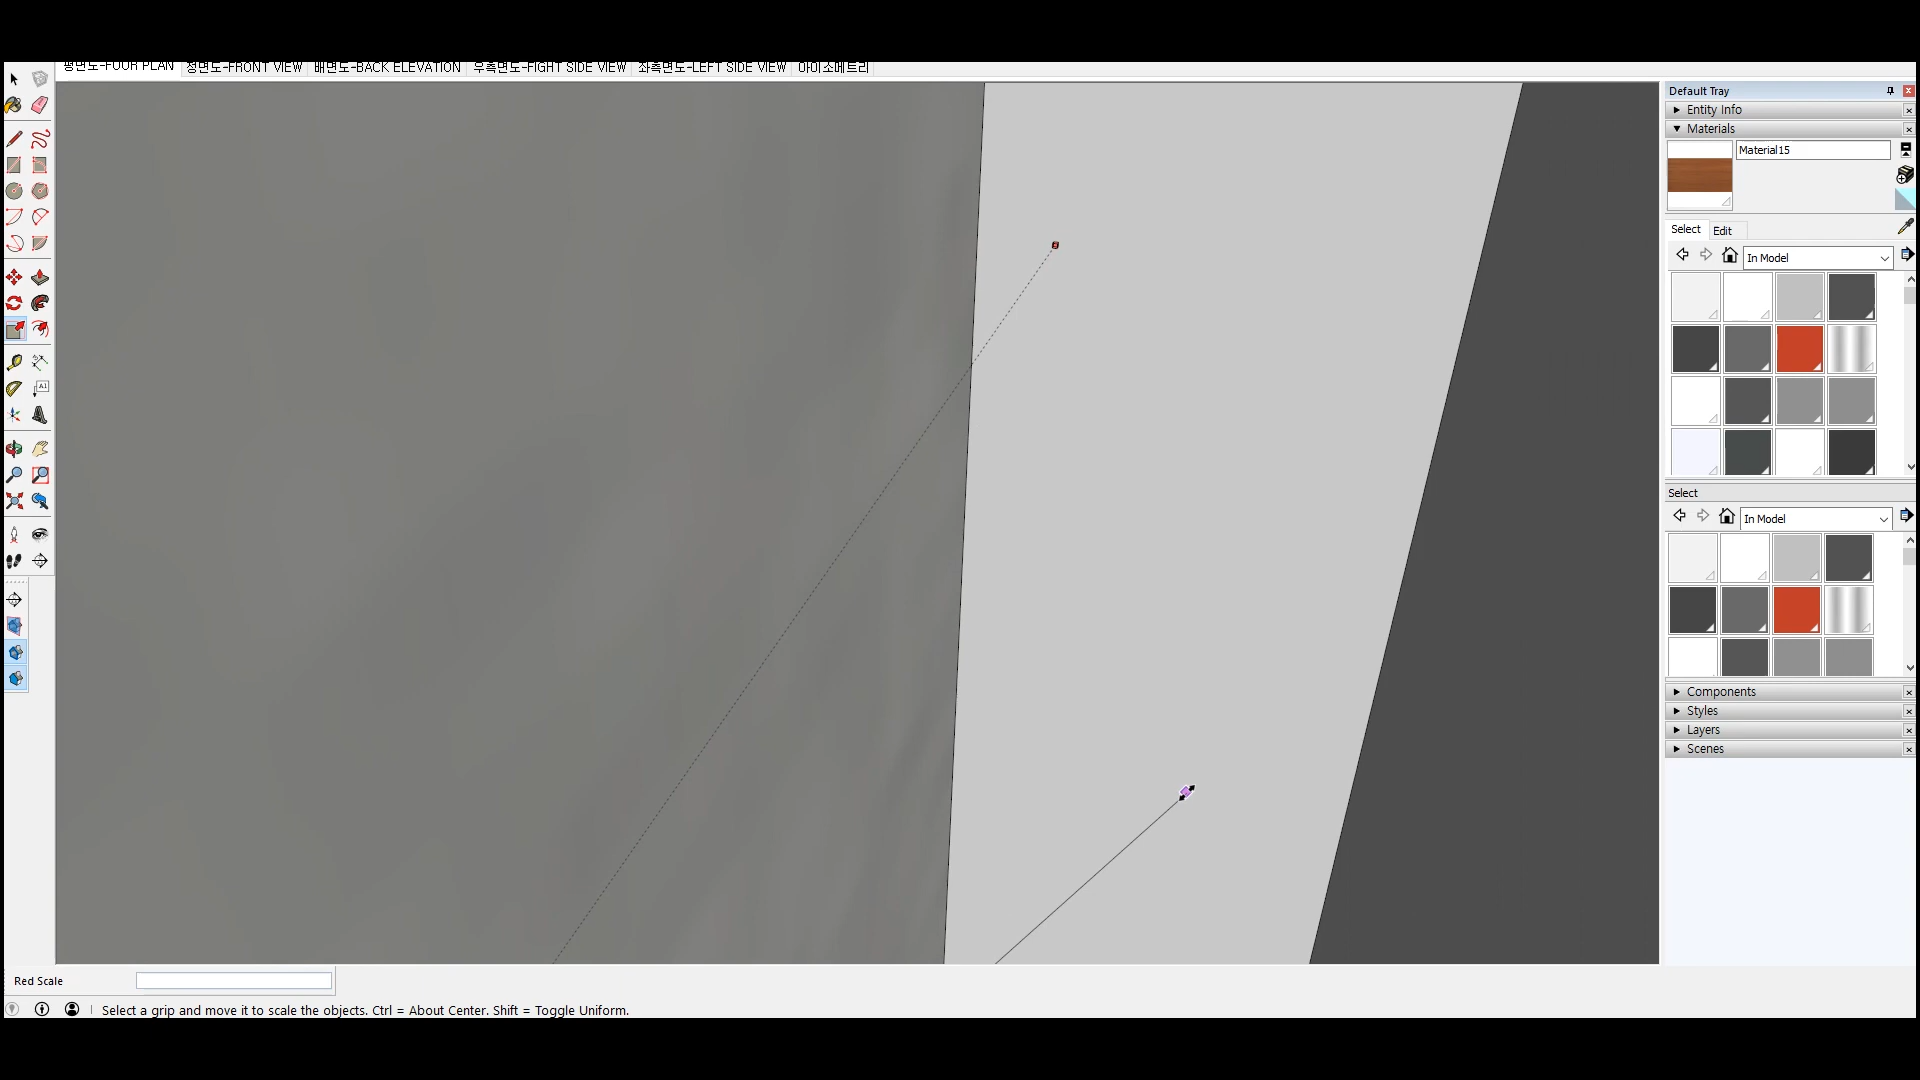 평면도-FOUR PLAN 정면도-FRONT VIEW 배면도-BACK ELEVATION 우측면도-FIGHT SIDE VIEW 좌측면도-LEFT SIDE VIEW 아이소메트리
Default Tray
Entity Info
Materials
Material15
Select Edit
In Model
Select
In Model
Components
Styles
Layers
Scenes
Red Scale
Select a grip and move it to scale the objects. Ctrl = About Center. Shift = Toggle Uniform.